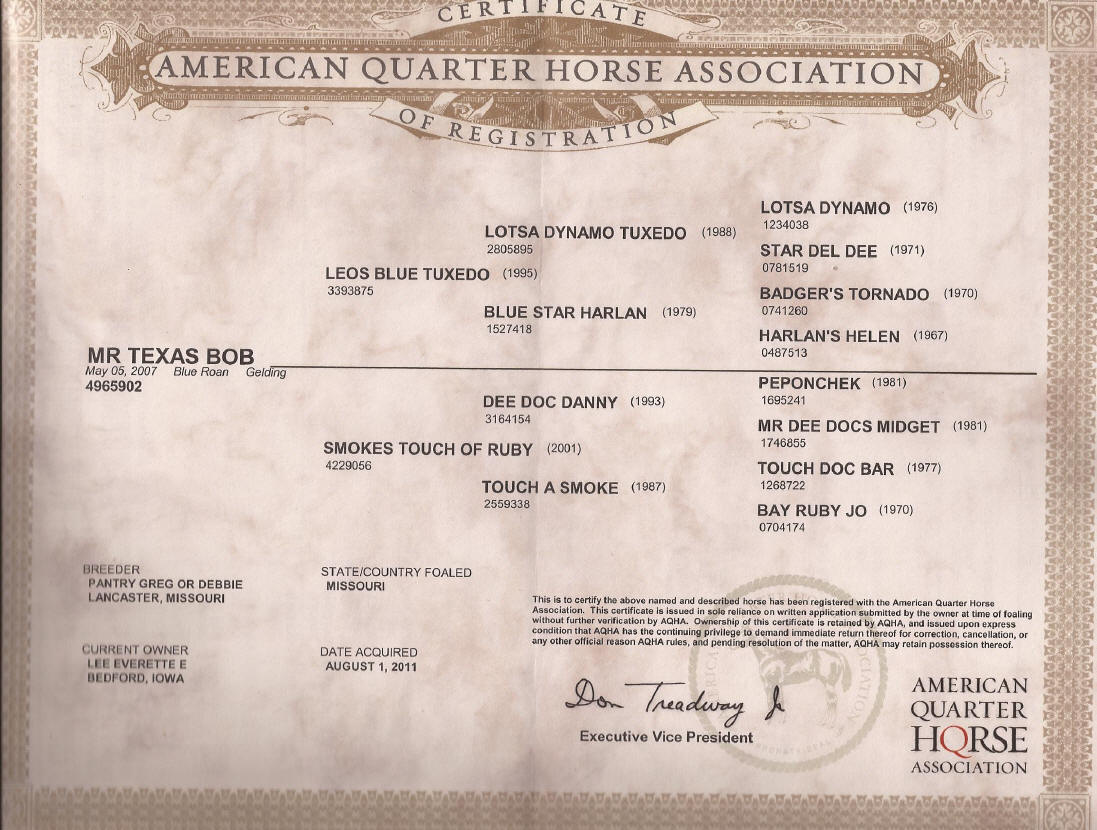 CERTIFICATE
AMERICAN QUARTER HORSE ASSOCIATION
OF REGISTRATION
LOTSA DYNAMO (1976)
1234038
LOTSA DYNAMO TUXEDO (1988)
2805895
STAR DEL DEE (1971)
0781519
LEOS BLUE TUXEDO (1995)
3393875
BADGER'S TORNADO (1970)
0741260
BLUE STAR HARLAN (1979)
1527418
HARLAN'S HELEN (1967)
0487513
MR TEXAS BOB
May 05, 2007 Blue Roan Gelding
4965902
PEPONCHEK (1981)
1695241
DEE DOC DANNY (1993)
3164154
MR DEE DOCS MIDGET (1981)
1746855
SMOKES TOUCH OF RUBY (2001)
4229056
TOUCH DOC BAR (1977)
1268722
TOUCH A SMOKE (1987)
2559338
BAY RUBY JO (1970)
0704174
BREEDER
PANTRY GREG OR DEBBIE
LANCASTER, MISSOURI
STATE/COUNTRY FOALED
MISSOURI
CURRENT OWNER
LEE EVERETTE E
BEDFORD, IOWA
DATE ACQUIRED
AUGUST 1, 2011
This is to certify the above named and described horse has been registered with the American Quarter Horse
Association. This certificate is issued in sole reliance on written application submitted by the owner at time of foaling
without further verification by AQHA. Ownership of this certificate is retained by AQHA, and issued upon express
condition that AQHA has the continuing privilege to demand immediate return thereof for correction, cancellation, or
any other official reason AQHA rules, and pending resolution of the matter, AQHA may retain possession thereof.
Don Treadway Jr
Executive Vice President
AMERICAN
QUARTER
HORSE
ASSOCIATION